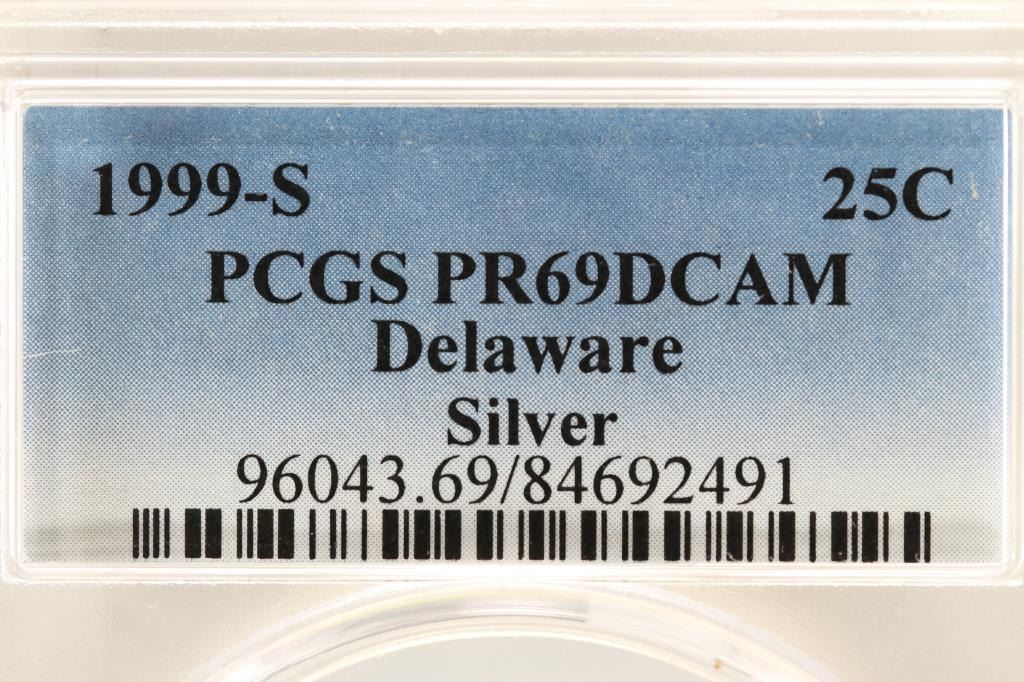 1999-S 25C
PCGS PR69DCAM
Delaware
Silver
96043.69/84692491